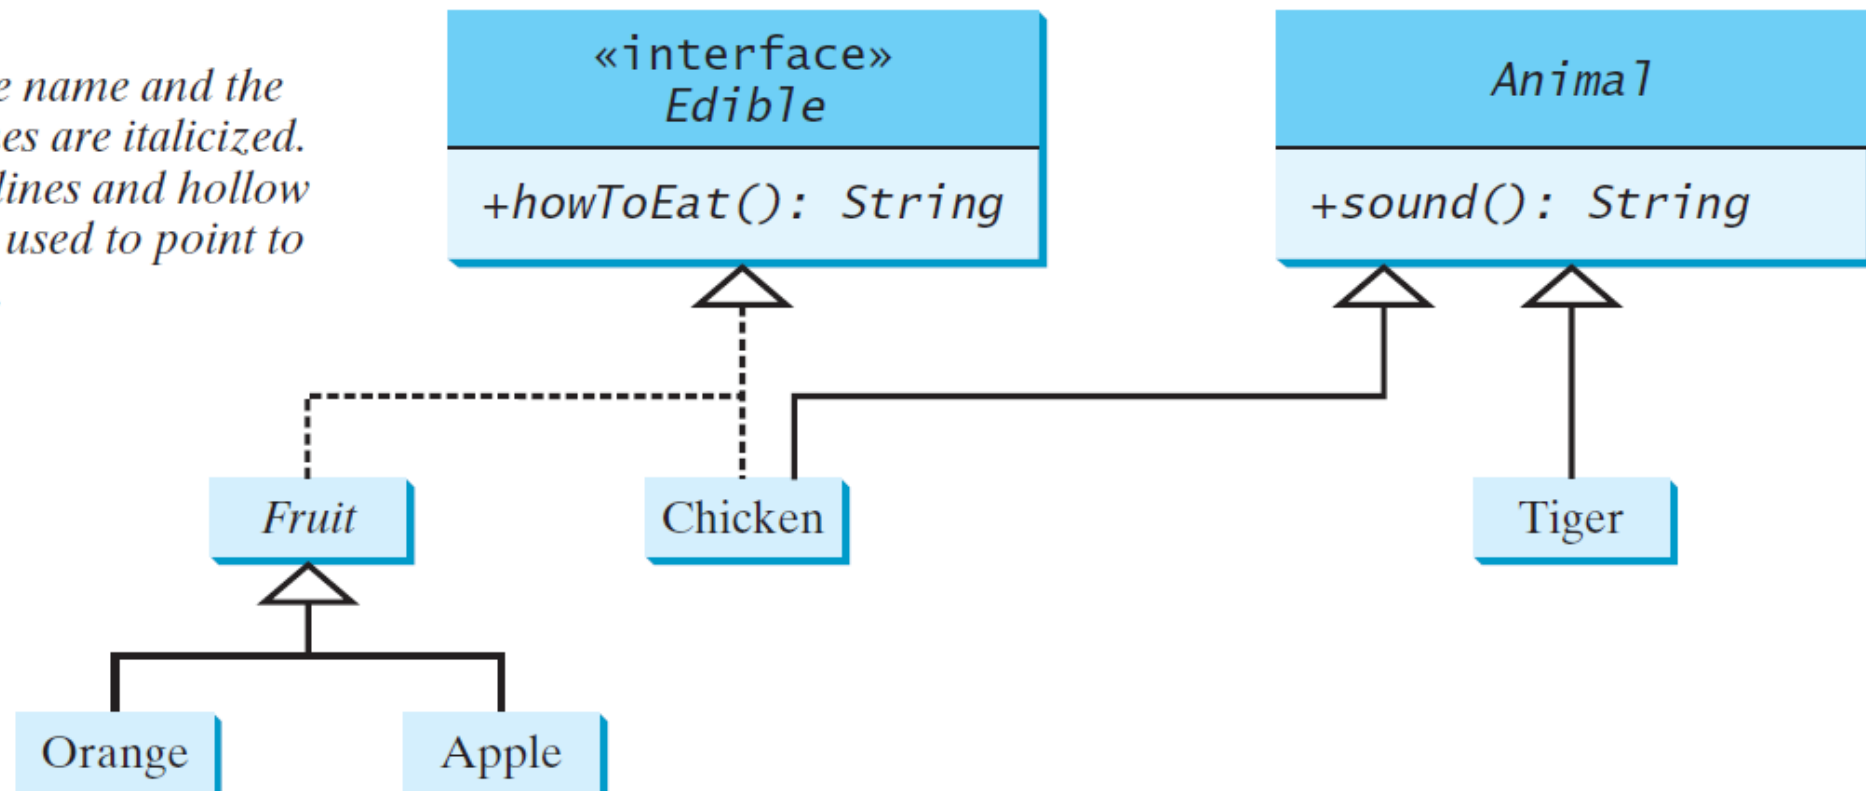 name and the
are italicized.
lines and hollow
used to point to
«interface»
Edible
+howToEat(): String
Animal
+sound(): String
Fruit
Chicken
Tiger
Orange
Apple